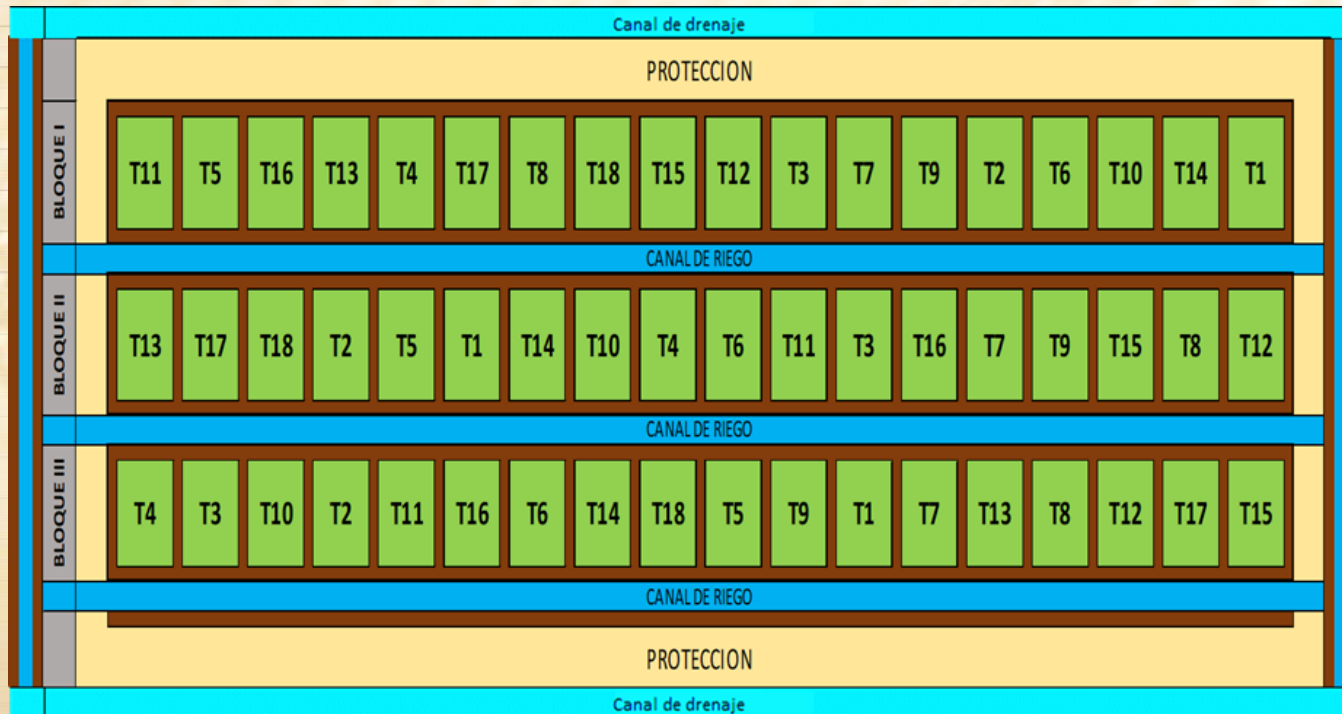 Canal de drenaje
PROTECCION
BLOQUE I
T11 T5 T16 T13 T4 T17 T8 T18 T15 T12 T3 T7 T9 T2 T6 T10 T14 T1
CANAL DE RIEGO
BLOQUE II
T13 T17 T18 T2 T5 T1 T14 T10 T4 T6 T11 T3 T16 T7 T9 T15 T8 T12
CANAL DE RIEGO
BLOQUE III
T4 T3 T10 T2 T11 T16 T6 T14 T18 T5 T9 T1 T7 T13 T8 T12 T17 T15
CANAL DE RIEGO
PROTECCION
Canal de drenaje